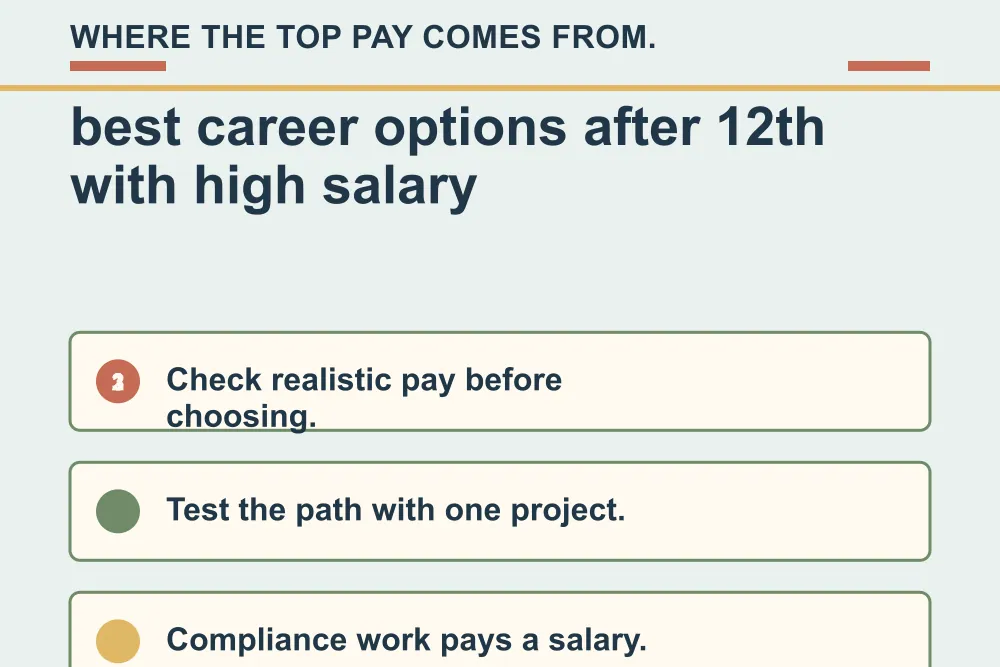 WHERE THE TOP PAY COMES FROM.
best career options after 12th
with high salary
Check realistic pay before
choosing.
Test the path with one project.
Compliance work pays a salary.